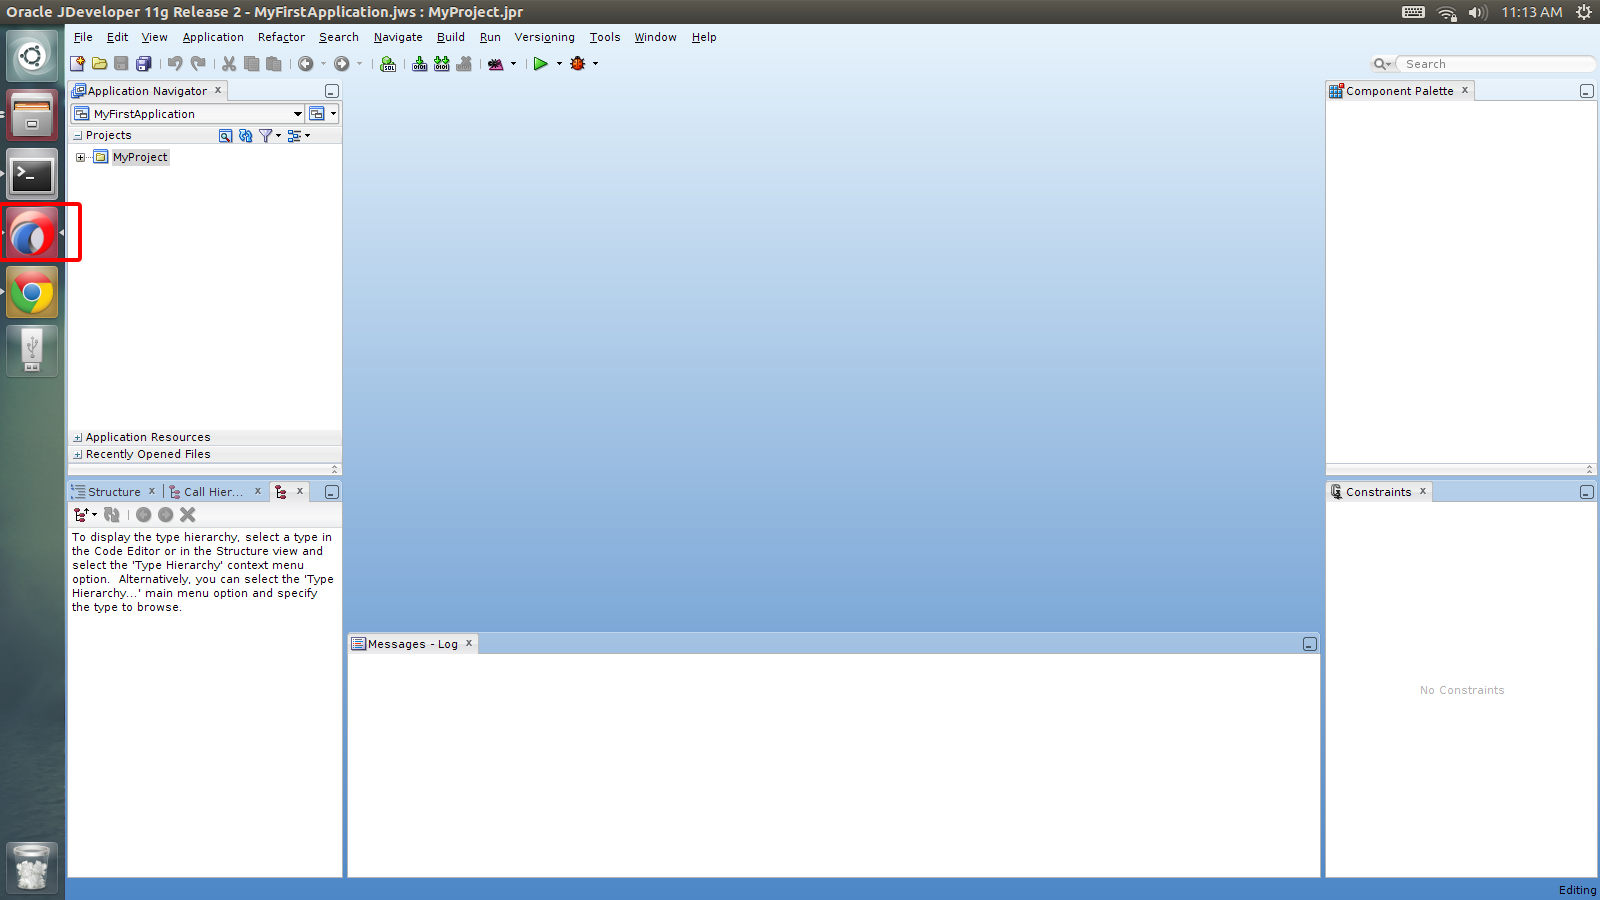 Oracle JDeveloper 11g Release 2 - MyFirstApplication.jws : MyProject.jpr
11:13 AM
File Edit View Application Refactor Search Navigate Build Run Versioning Tools Window Help
Search
Application Navigator
MyFirstApplication
Projects
MyProject
Application Resources
Recently Opened Files
Structure Call Hier...
To display the type hierarchy, select a type in
the Code Editor or in the Structure view and
select the 'Type Hierarchy' context menu
option. Alternatively, you can select the 'Type
Hierarchy...' main menu option and specify
the type to browse.
Messages - Log
Component Palette
Constraints
No Constraints
Editing